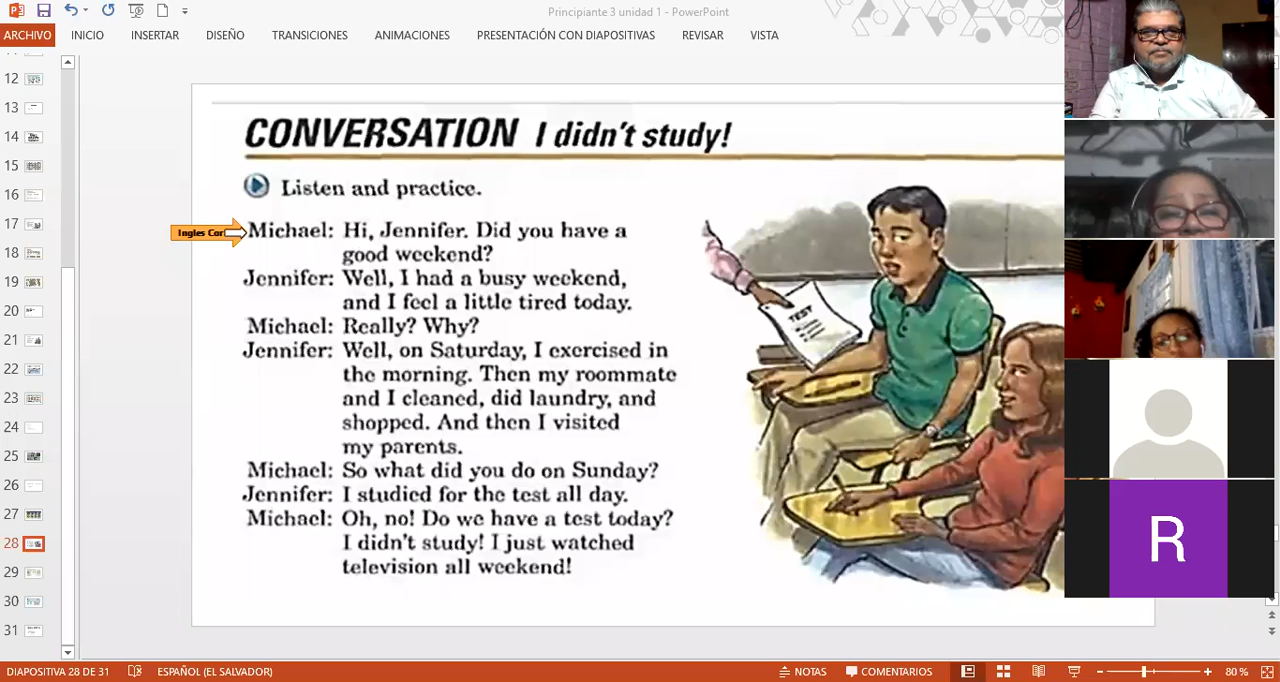 Principiante 3 unidad 1 - PowerPoint
ARCHIVO INICIO INSERTAR DISEÑO TRANSICIONES ANIMACIONES PRESENTACIÓN CON DIAPOSITIVAS REVISAR VISTA
12
13
14
15
16
17
18
19
20
21
22
23
24
25
26
27
28
29
30
31
CONVERSATION I didn't study!
Listen and practice.
Ingles Cor
Michael: Hi, Jennifer. Did you have a
good weekend?
Jennifer: Well, I had a busy weekend,
and I feel a little tired today.
Michael: Really? Why?
Jennifer: Well, on Saturday, I exercised in
the morning. Then my roommate
and I cleaned, did laundry, and
shopped. And then I visited
my parents.
Michael: So what did you do on Sunday?
Jennifer: I studied for the test all day.
Michael: Oh, no! Do we have a test today?
I didn't study! I just watched
television all weekend!
TEST
R
DIAPOSITIVA 28 DE 31 ESPAÑOL (EL SALVADOR) NOTAS COMENTARIOS 80 %